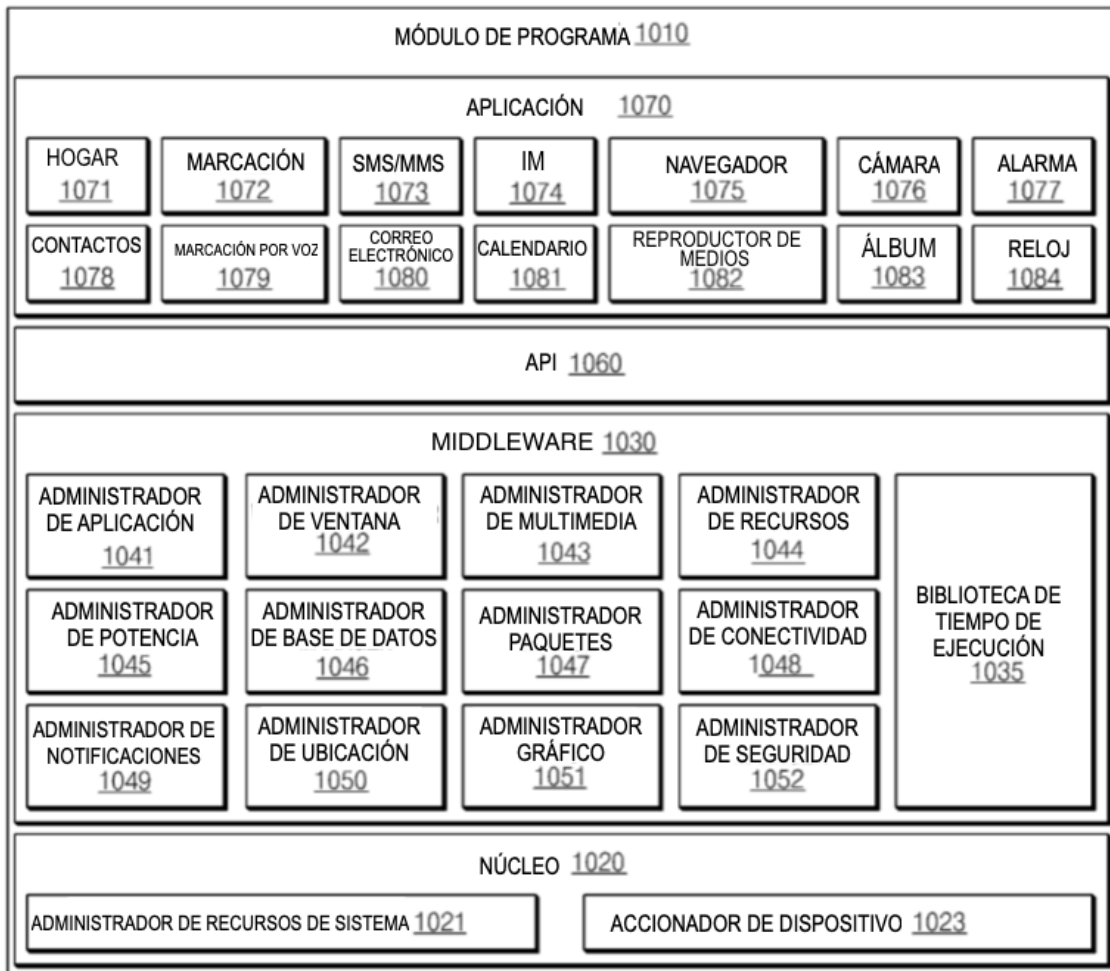 MÓDULO DE PROGRAMA 1010
APLICACIÓN 1070
HOGAR
1071
MARCACIÓN
1072
SMS/MMS
1073
IM
1074
NAVEGADOR
1075
CÁMARA
1076
ALARMA
1077
CONTACTOS
1078
MARCACIÓN POR VOZ
1079
CORREO
ELECTRÓNICO
1080
CALENDARIO
1081
REPRODUCTOR DE
MEDIOS
1082
ÁLBUM
1083
RELOJ
1084
API 1060
MIDDLEWARE 1030
ADMINISTRADOR
DE APLICACIÓN
1041
ADMINISTRADOR
DE VENTANA
1042
ADMINISTRADOR
DE MULTIMEDIA
1043
ADMINISTRADOR
DE RECURSOS
1044
ADMINISTRADOR
DE POTENCIA
1045
ADMINISTRADOR
DE BASE DE DATOS
1046
ADMINISTRADOR
PAQUETES
1047
ADMINISTRADOR
DE CONECTIVIDAD
1048
ADMINISTRADOR DE
NOTIFICACIONES
1049
ADMINISTRADOR
DE UBICACIÓN
1050
ADMINISTRADOR
GRÁFICO
1051
ADMINISTRADOR
DE SEGURIDAD
1052
BIBLIOTECA DE
TIEMPO DE
EJECUCIÓN
1035
NÚCLEO 1020
ADMINISTRADOR DE RECURSOS DE SISTEMA 1021
ACCIONADOR DE DISPOSITIVO 1023